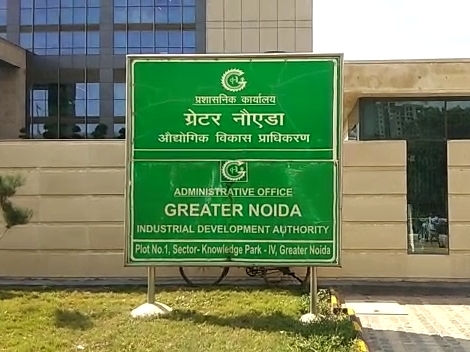 प्रशासनिक कार्यालय
ग्रेटर नौएडा
औद्योगिक विकास प्राधिकरण
ADMINISTRATIVE OFFICE
GREATER NOIDA
INDUSTRIAL DEVELOPMENT AUTHORITY
Plot No.1, Sector- Knowledge Park - IV, Greater Noida